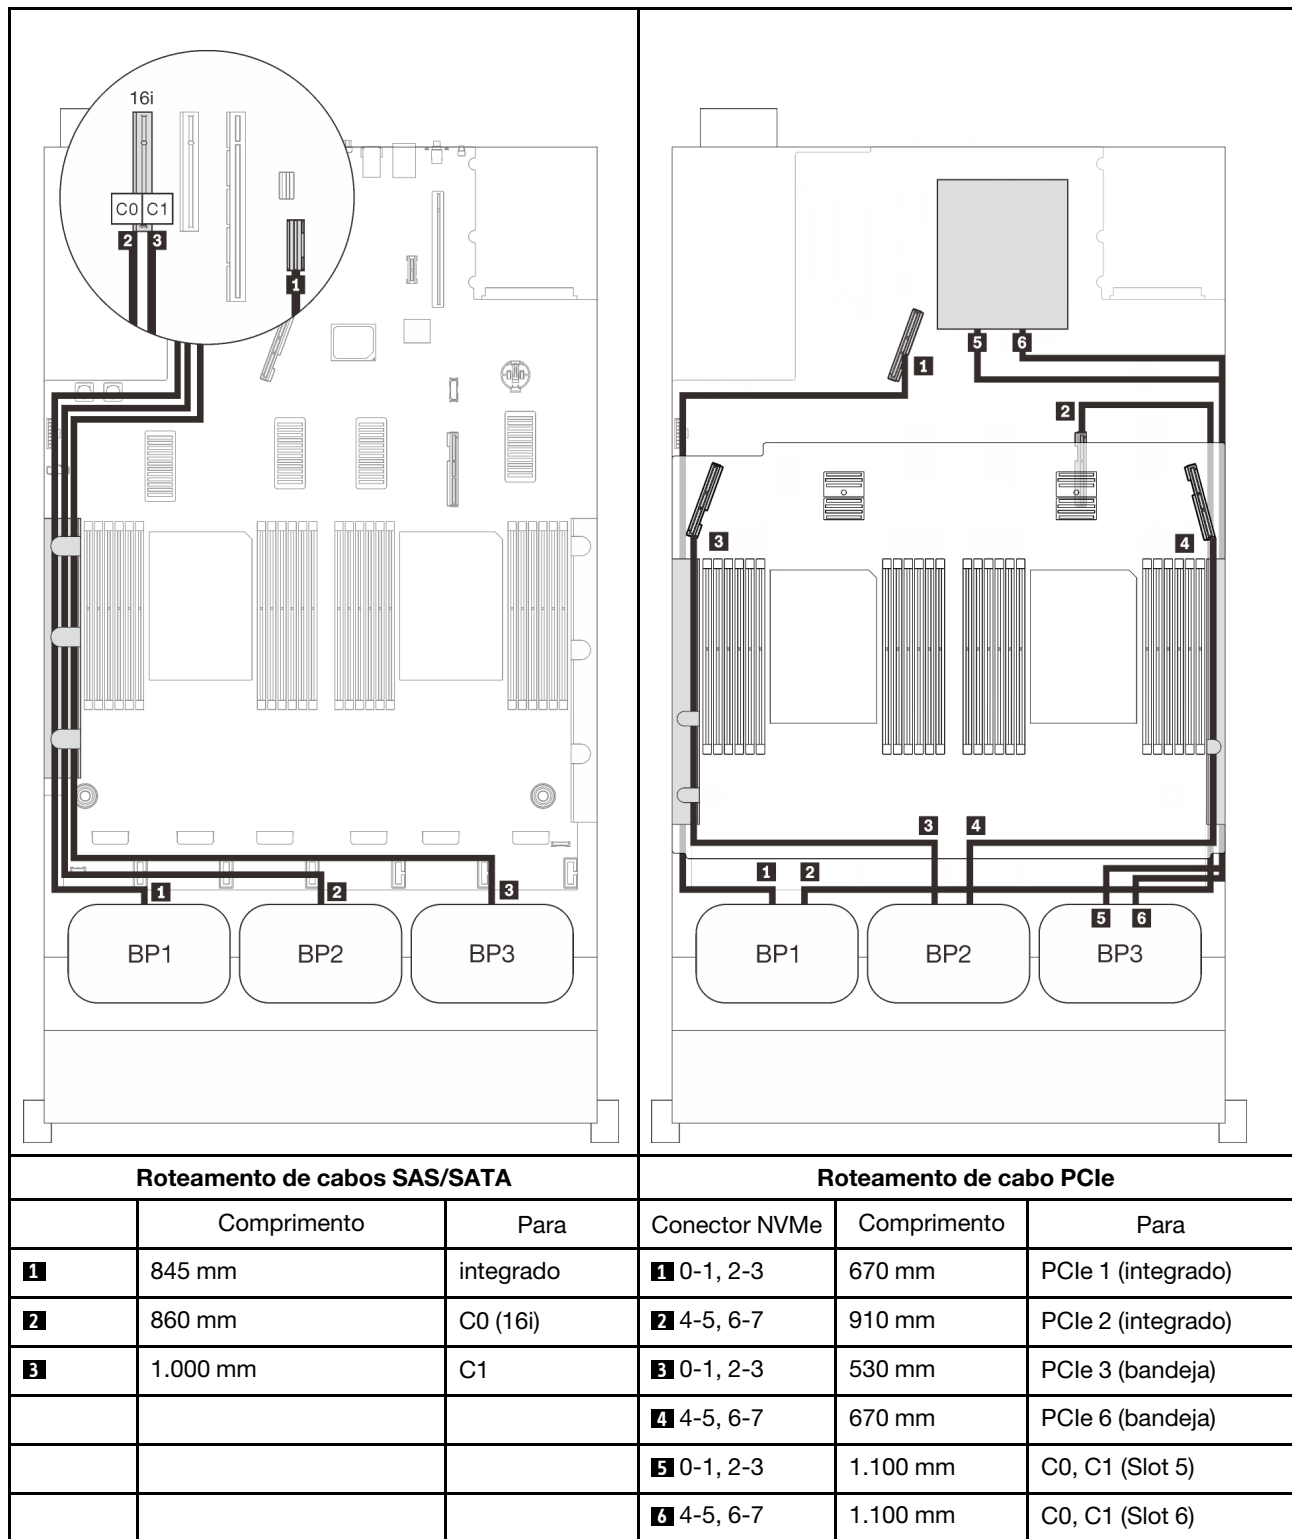 16i
C0 C1
2 3
1
1
2
3
BP1 BP2 BP3
5 6
1
2
3
4
3 4
1 2
5 6
BP1 BP2 BP3
Roteamento de cabos SAS/SATA
Comprimento Para
1 845 mm integrado
2 860 mm C0 (16i)
3 1.000 mm C1
Roteamento de cabo PCIe
Conector NVMe Comprimento Para
1 0-1, 2-3 670 mm PCIe 1 (integrado)
2 4-5, 6-7 910 mm PCIe 2 (integrado)
3 0-1, 2-3 530 mm PCIe 3 (bandeja)
4 4-5, 6-7 670 mm PCIe 6 (bandeja)
5 0-1, 2-3 1.100 mm C0, C1 (Slot 5)
6 4-5, 6-7 1.100 mm C0, C1 (Slot 6)